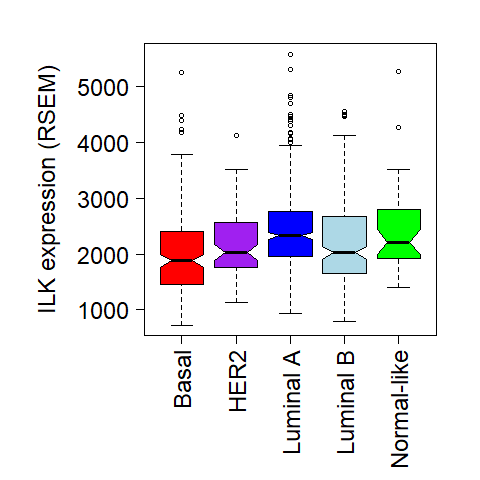 ILK expression (RSEM)
5000
4000
3000
2000
1000
Basal
HER2
Luminal A
Luminal B
Normal-like